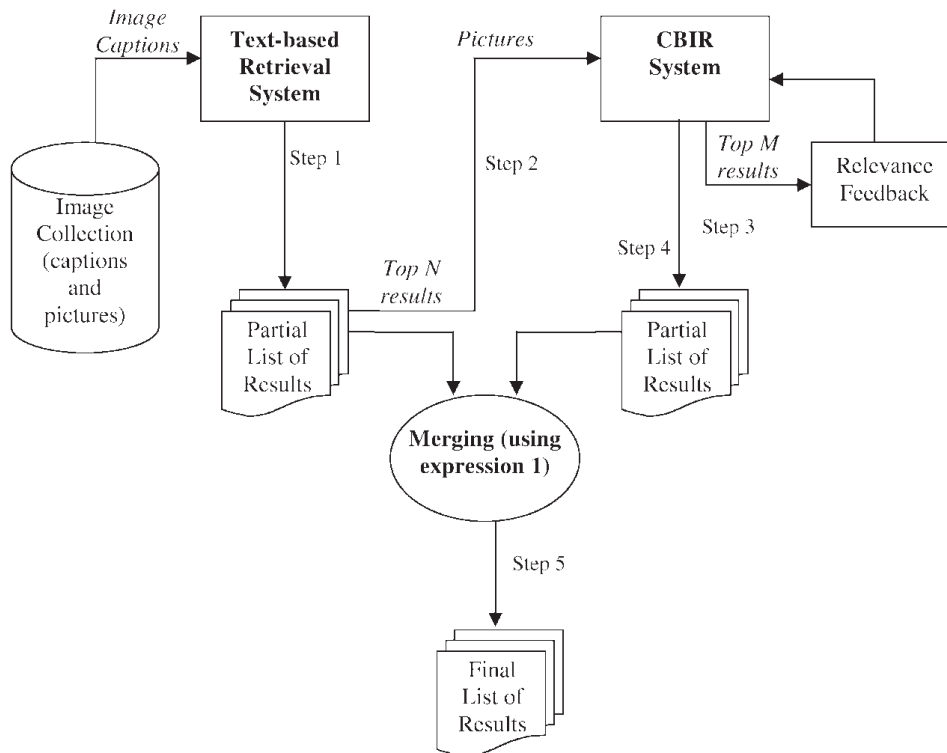 Image
Captions
Text-based
Retrieval
System
Pictures
CBIR
System
Step 1
Step 2
Top M
results
Relevance
Feedback
Image
Collection
(captions
and
pictures)
Step 3
Step 4
Top N
results
Partial
List of
Results
Partial
List of
Results
Merging (using
expression 1)
Step 5
Final
List of
Results